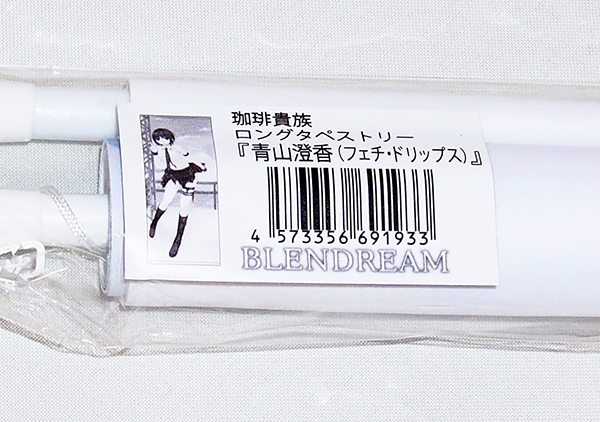 珈琲貴族
ロングタペストリー
『青山澄香(フェチ・ドリップス)』
4 573356 691933
BLENDREAM